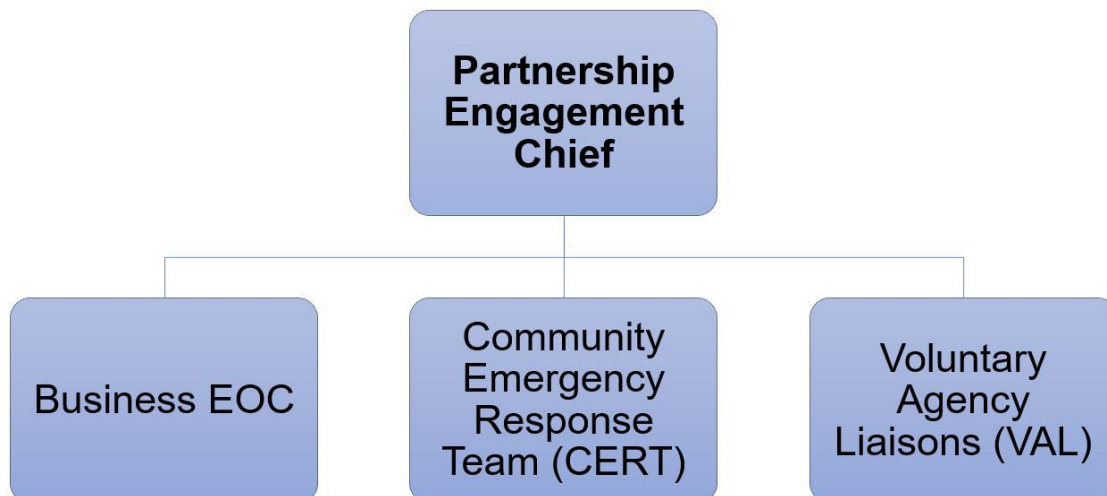 Partnership
Engagement
Chief
Business EOC
Community
Emergency
Response
Team (CERT)
Voluntary
Agency
Liaisons (VAL)